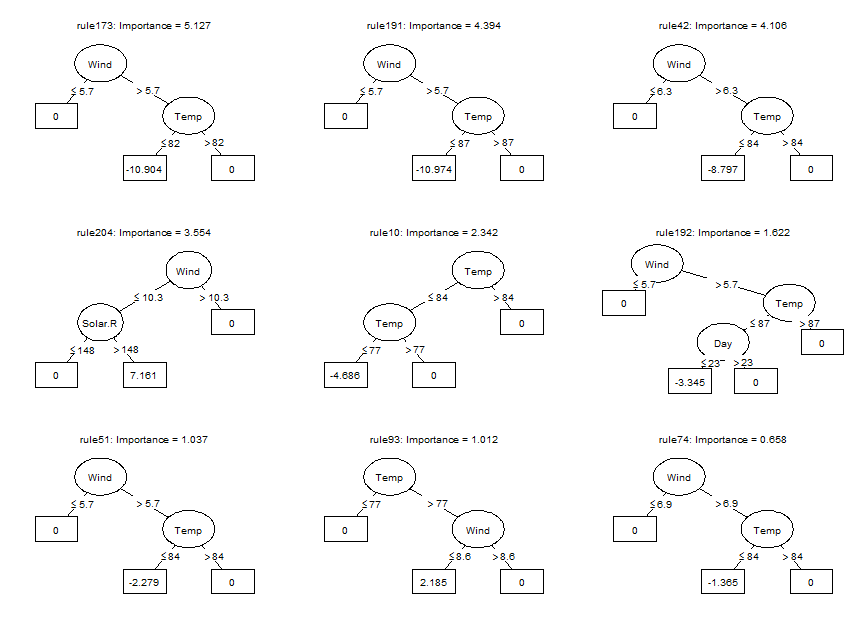 rule173: Importance = 5.127
Wind
≤ 5.7
> 5.7
0
Temp
≤ 82
> 82
-10.904
0
rule191: Importance = 4.394
Wind
≤ 5.7
> 5.7
0
Temp
≤ 87
> 87
-10.974
0
rule42: Importance = 4.106
Wind
≤ 6.3
> 6.3
0
Temp
≤ 84
> 84
-8.797
0
rule204: Importance = 3.554
Wind
≤ 10.3
> 10.3
Solar.R
0
≤ 148
> 148
0
7.161
rule10: Importance = 2.342
Temp
≤ 84
> 84
Temp
0
≤ 77
> 77
-4.686
0
rule192: Importance = 1.622
Wind
≤ 5.7
> 5.7
0
Temp
≤ 87
> 87
Day
0
≤ 23
> 23
-3.345
0
rule51: Importance = 1.037
Wind
≤ 5.7
> 5.7
0
Temp
≤ 84
> 84
-2.279
0
rule93: Importance = 1.012
Temp
≤ 77
> 77
0
Wind
≤ 8.6
> 8.6
2.185
0
rule74: Importance = 0.658
Wind
≤ 6.9
> 6.9
0
Temp
≤ 84
> 84
-1.365
0